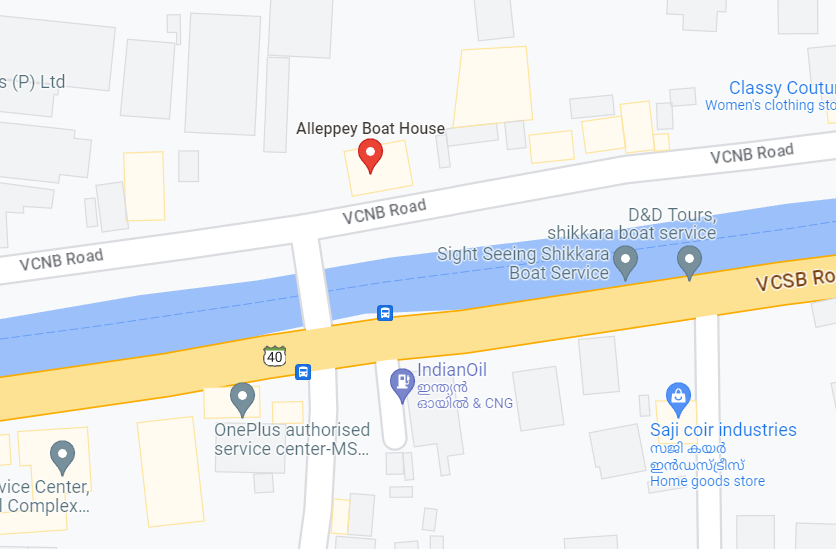 s (P) Ltd
Classy Coutur
Women's clothing sto
Alleppey Boat House
VCNB Road
VCNB Road
VCNB Road
D&D Tours,
shikkara boat service
Sight Seeing Shikkara
Boat Service
VCSB Ro
40
IndianOil
ഇന്ത്യൻ
ഓയിൽ & CNG
OnePlus authorised
service center-MS...
Saji coir industries
സജി കയർ
ഇൻഡസ്ട്രീസ്
Home goods store
vice Center,
l Complex...